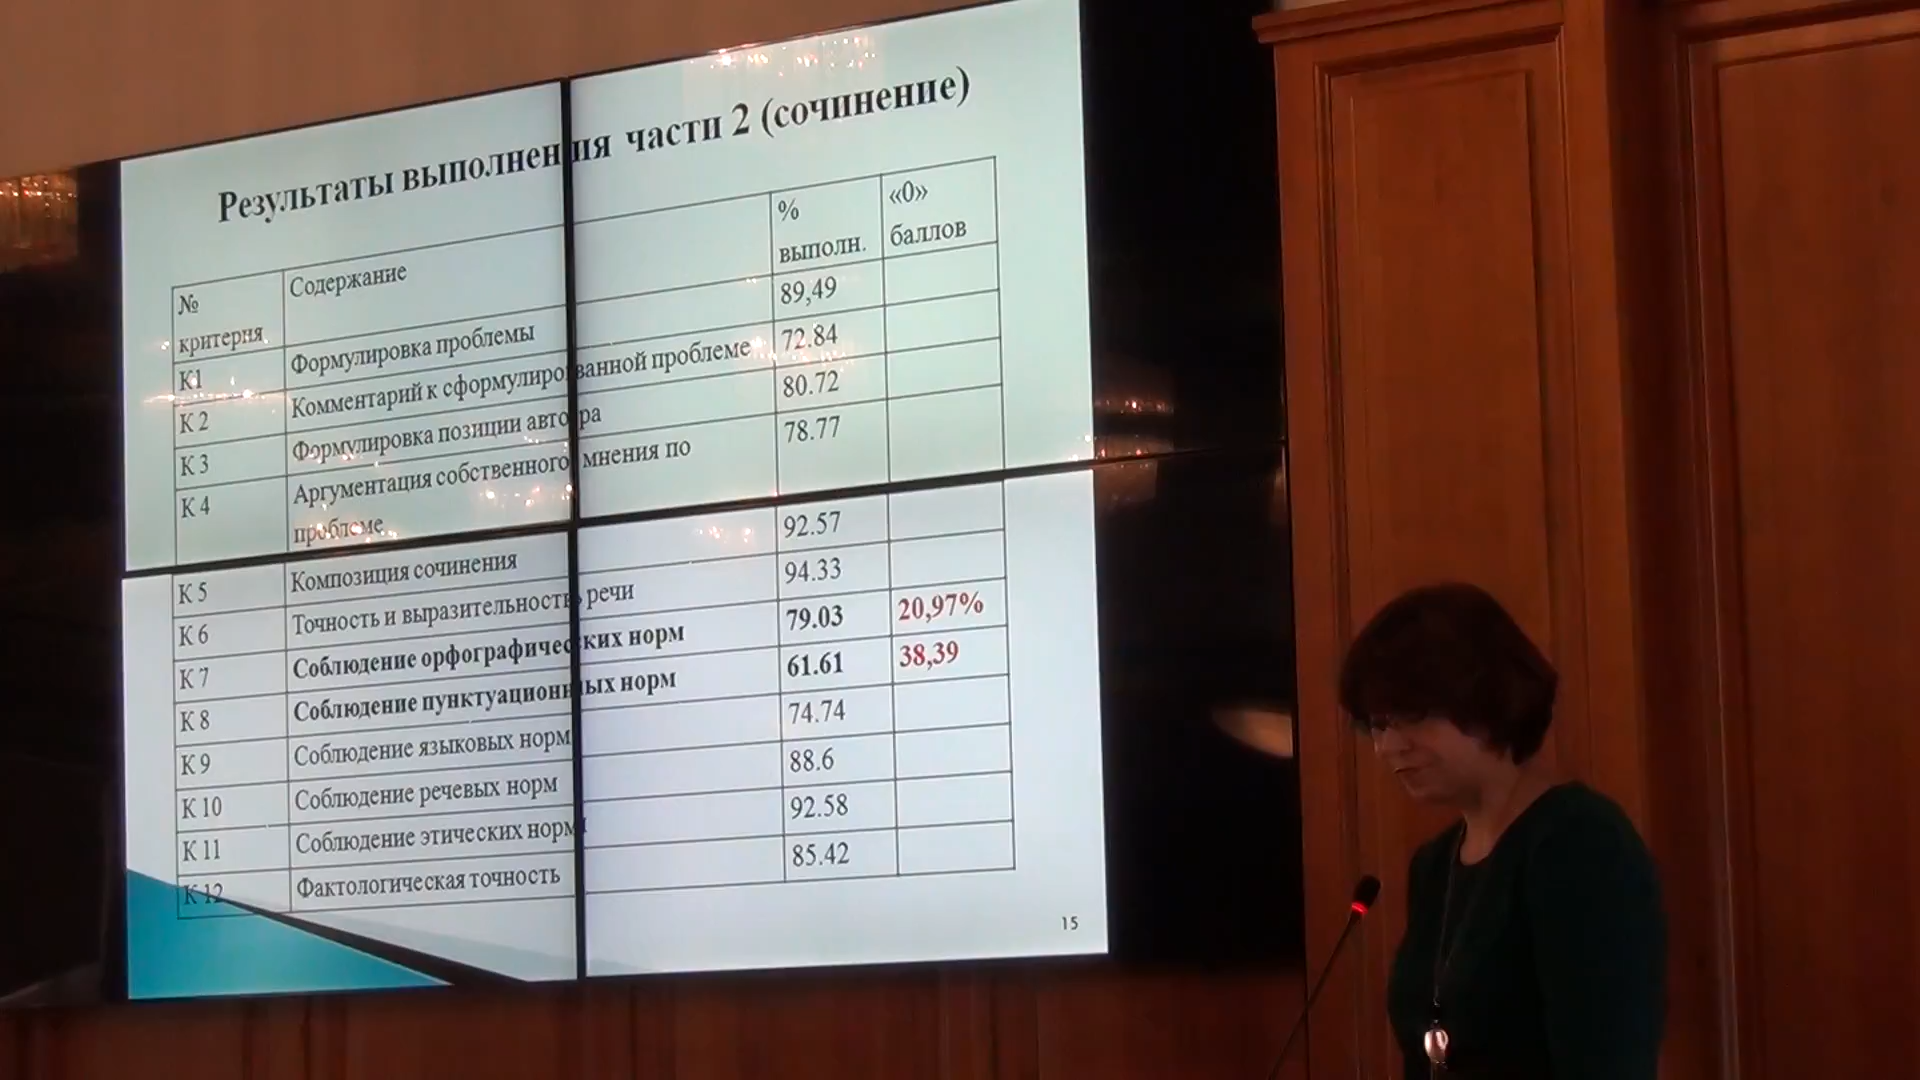 Результаты выполнения части 2 (сочинение)
№ критерия Содержание % выполн. «0» баллов
К1 Формулировка проблемы 89,49
К 2 Комментарий к сформулированной проблеме 72.84
К 3 Формулировка позиции автора 80.72
К 4 Аргументация собственного мнения по проблеме 78.77
К 5 Композиция сочинения 92.57
К 6 Точность и выразительность речи 94.33
К 7 Соблюдение орфографических норм 79.03 20,97%
К 8 Соблюдение пунктуационных норм 61.61 38,39
К 9 Соблюдение языковых норм 74.74
К 10 Соблюдение речевых норм 88.6
К 11 Соблюдение этических норм 92.58
К 12 Фактологическая точность 85.42
15